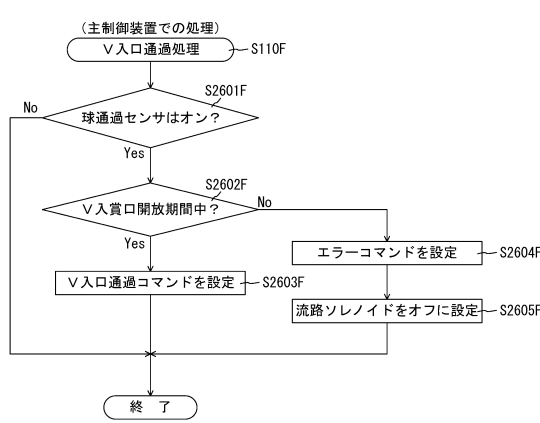 （主制御装置での処理）
Ｖ入口通過処理
S110F
S2601F
No
球通過センサはオン？
Yes
S2602F
Ｖ入賞口開放期間中？
No
Yes
エラーコマンドを設定
S2604F
Ｖ入口通過コマンドを設定
S2603F
流路ソレノイドをオフに設定
S2605F
終　了